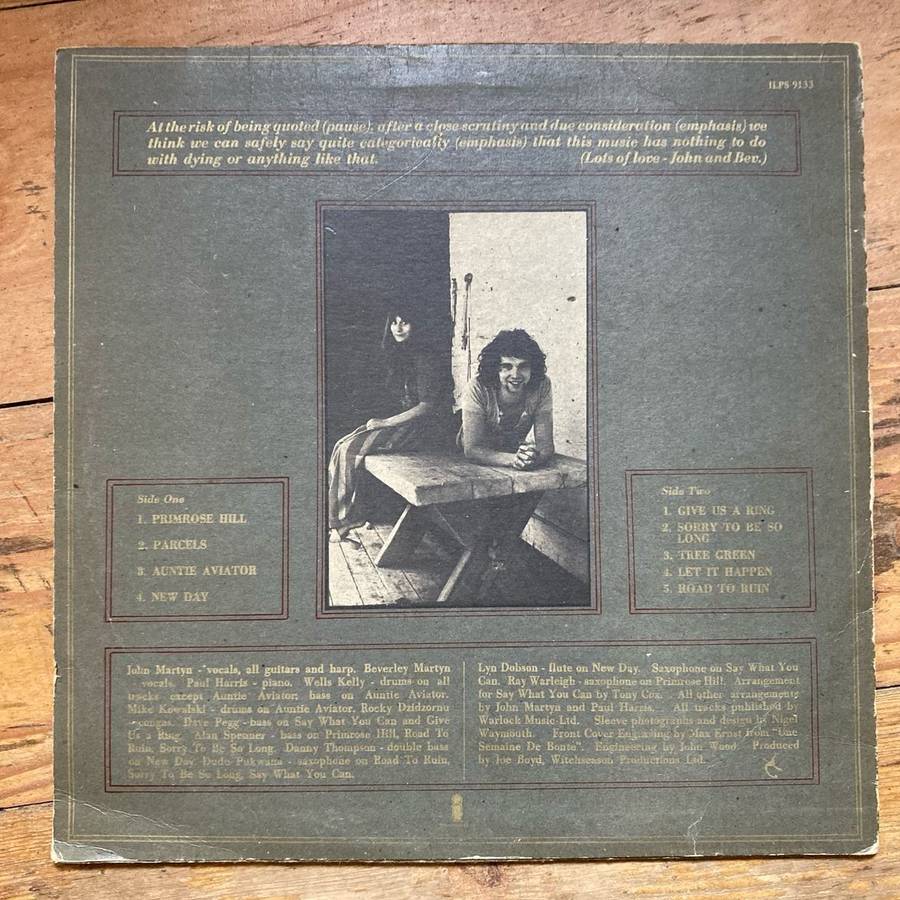 ILPS 9133
At the risk of being quoted (pause), after a close scrutiny and due consideration (emphasis) we
think we can safely say quite categorically (emphasis) that this music has nothing to do
with dying or anything like that. (Lots of love - John and Bev.)
Side One
1. PRIMROSE HILL
2. PARCELS
3. AUNTIE AVIATOR
4. NEW DAY
Side Two
1. GIVE US A RING
2. SORRY TO BE SO
LONG
3. TREE GREEN
4. LET IT HAPPEN
5. ROAD TO RUIN
John Martyn - vocals, all guitars and harp. Beverley Martyn
- vocals. Paul Harris - piano. Wells Kelly - drums on all
tracks except Auntie Aviator; bass on Auntie Aviator.
Mike Kowalski - drums on Auntie Aviator. Rocky Dzidzornu
- congas. Dave Pegg - bass on Say What You Can and Give
Us a Ring. Alan Spenner - bass on Primrose Hill, Road To
Ruin, Sorry To Be So Long. Danny Thompson - double bass
on New Day. Dudu Pukwana - saxophone on Road To Ruin,
Sorry To Be So Long, Say What You Can.
Lyn Dobson - flute on New Day. Saxophone on Say What You
Can. Ray Warleigh - saxophone on Primrose Hill. Arrangement
for Say What You Can by Tony Cox. All other arrangements
by John Martyn and Paul Harris. All tracks published by
Warlock Music Ltd. Sleeve photographs and design by Nigel
Waymouth. Front Cover Engraving by Max Ernst from "Une
Semaine De Bonte". Engineering by John Wood. Produced
by Joe Boyd, Witchseason Productions Ltd.